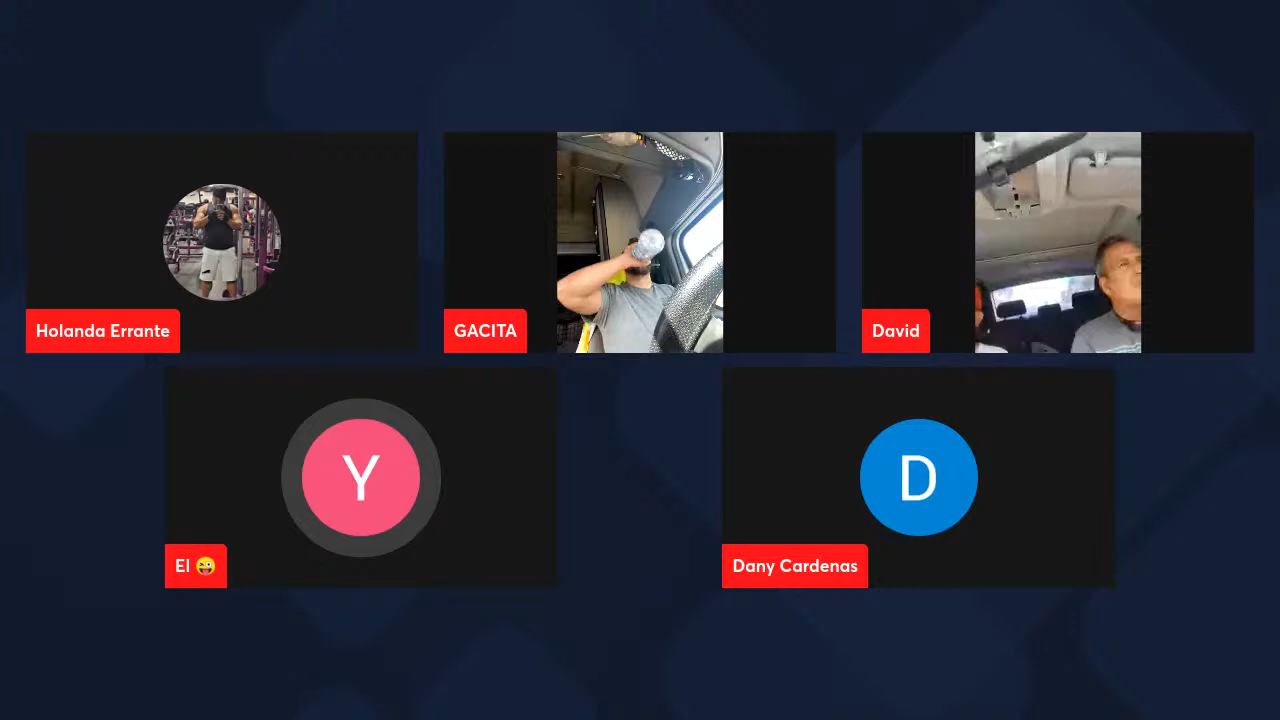 Holanda Errante
GACITA
David
Y
El 😜
D
Dany Cardenas